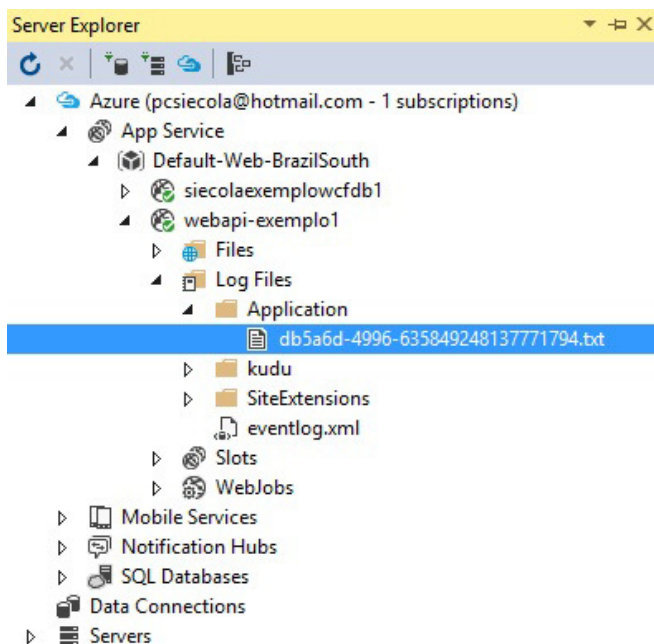 Server Explorer
Azure (pcsiecola@hotmail.com - 1 subscriptions)
App Service
Default-Web-BrazilSouth
siecolaexemplowcfdb1
webapi-exemplo1
Files
Log Files
Application
db5a6d-4996-635849248137771794.txt
kudu
SiteExtensions
eventlog.xml
Slots
WebJobs
Mobile Services
Notification Hubs
SQL Databases
Data Connections
Servers